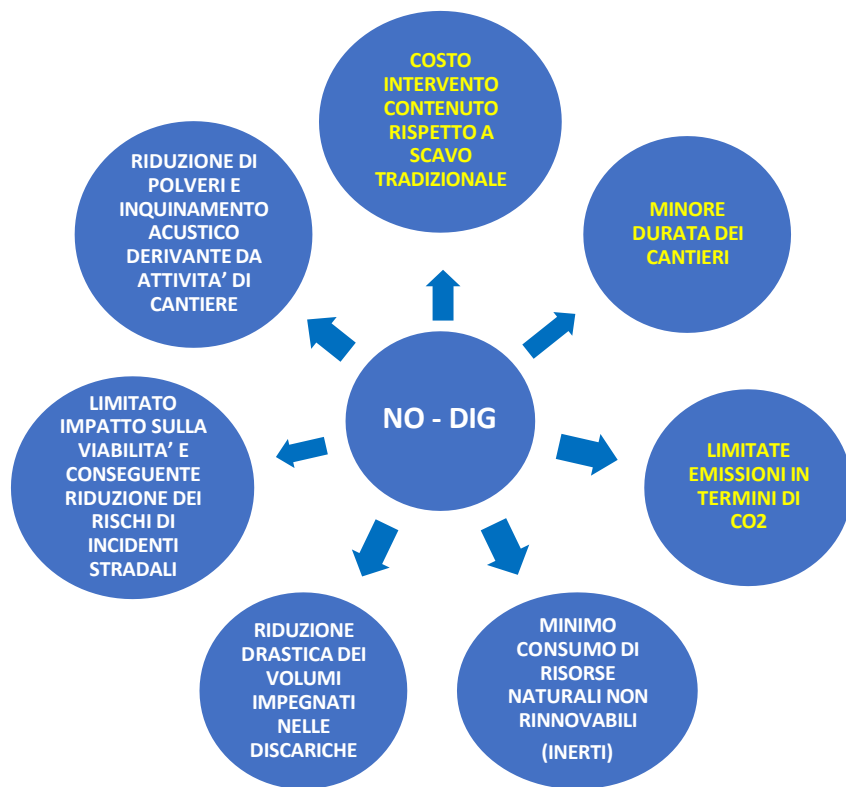 COSTO
INTERVENTO
CONTENUTO
RISPETTO A
SCAVO
TRADIZIONALE
MINORE
DURATA DEI
CANTIERI
LIMITATE
EMISSIONI IN
TERMINI DI
CO2
MINIMO
CONSUMO DI
RISORSE
NATURALI NON
RINNOVABILI
(INERTI)
RIDUZIONE
DRASTICA DEI
VOLUMI
IMPEGNATI
NELLE
DISCARICHE
LIMITATO
IMPATTO SULLA
VIABILITA’ E
CONSEGUENTE
RIDUZIONE DEI
RISCHI DI
INCIDENTI
STRADALI
RIDUZIONE DI
POLVERI E
INQUINAMENTO
ACUSTICO
DERIVANTE DA
ATTIVITA’ DI
CANTIERE
NO - DIG